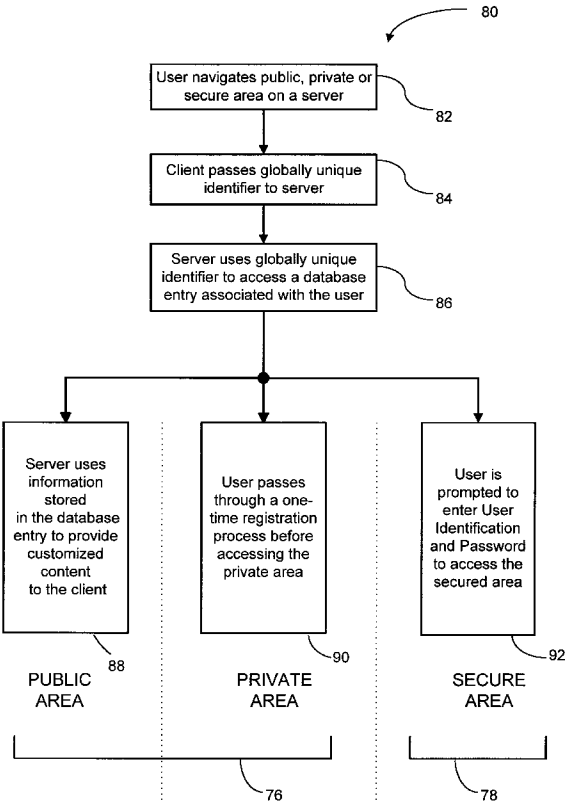 80
User navigates public, private or
secure area on a server
82
Client passes globally unique
identifier to server
84
Server uses globally unique
identifier to access a database
entry associated with the user
86
Server uses
information
stored
in the database
entry to provide
customized
content
to the client
88
User passes
through a one-
time registration
process before
accessing the
private area
90
User is
prompted to
enter User
Identification
and Password
to access the
secured area
92
PUBLIC
AREA
PRIVATE
AREA
SECURE
AREA
76
78